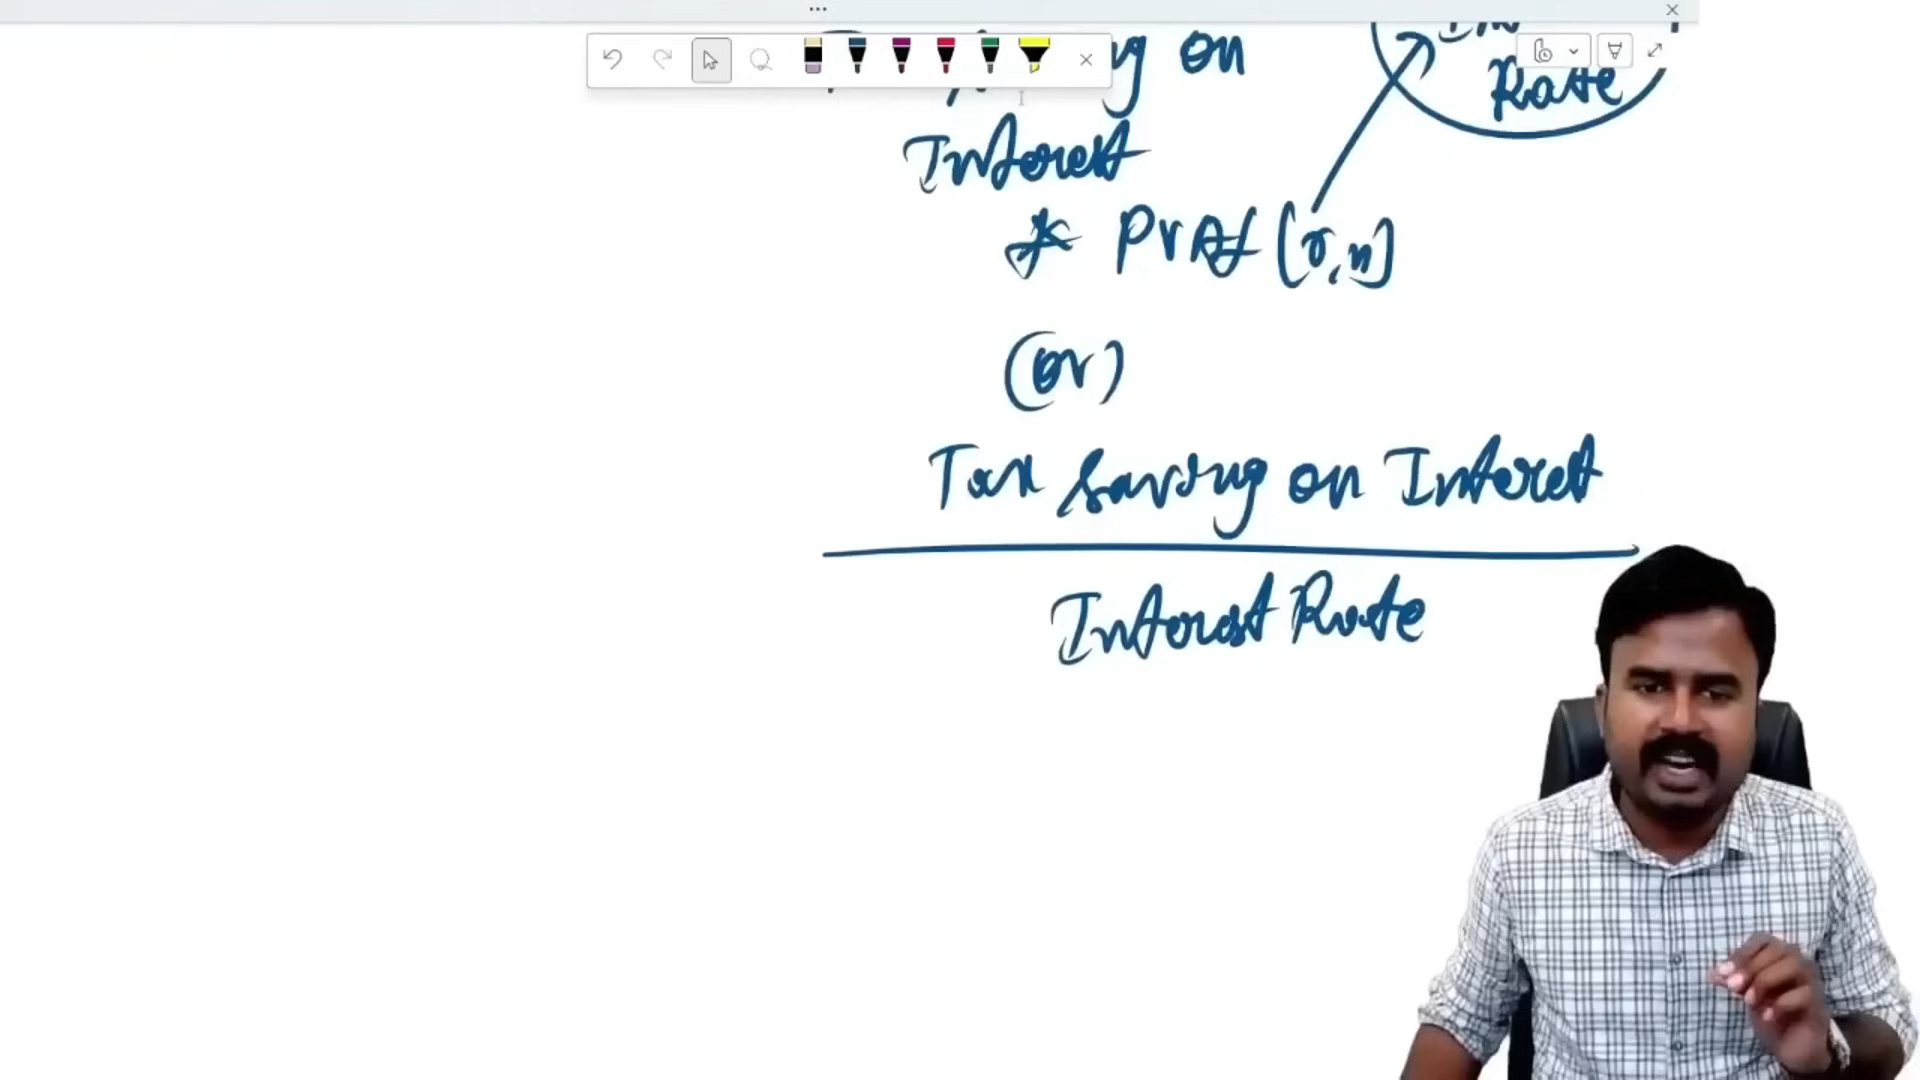 on
Rate
Interest
* PVAF (r,n)
(or)
Tax saving on Interest
Interest Rate